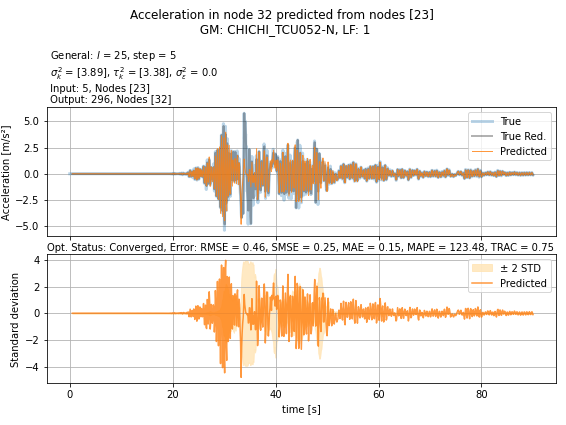 Acceleration in node 32 predicted from nodes [23]
GM: CHICHI_TCU052-N, LF: 1
General: l = 25, step = 5
σ²ₖ = [3.89], τ²ₖ = [3.38], σ²ε = 0.0
Input: 5, Nodes [23]
Output: 296, Nodes [32]
Acceleration [m/s²]
5.0
2.5
0.0
−2.5
−5.0
True
True Red.
Predicted
Opt. Status: Converged, Error: RMSE = 0.46, SMSE = 0.25, MAE = 0.15, MAPE = 123.48, TRAC = 0.75
Standard deviation
4
2
0
−2
−4
± 2 STD
Predicted
0
20
40
60
80
time [s]